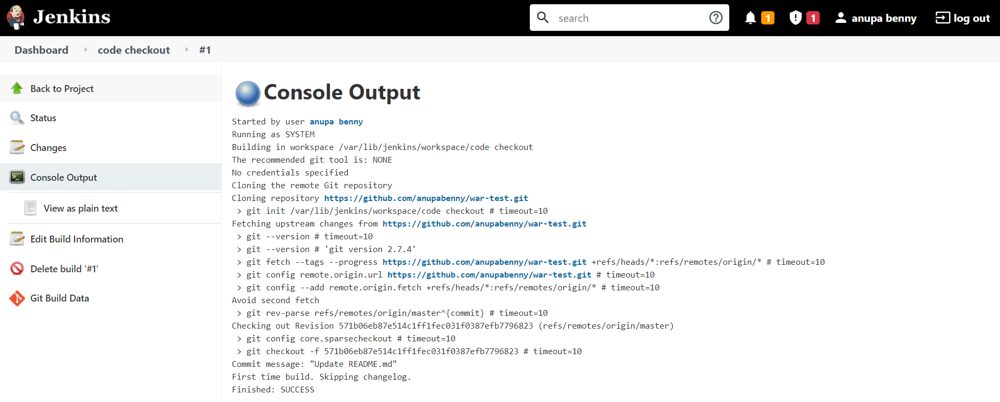 Jenkins
search
1
1
anupa benny
log out
Dashboard
code checkout
#1
Back to Project
Status
Changes
Console Output
View as plain text
Edit Build Information
Delete build ‘#1’
Git Build Data
Console Output
Started by user anupa benny
Running as SYSTEM
Building in workspace /var/lib/jenkins/workspace/code checkout
The recommended git tool is: NONE
No credentials specified
Cloning the remote Git repository
Cloning repository https://github.com/anupabenny/war-test.git
> git init /var/lib/jenkins/workspace/code checkout # timeout=10
Fetching upstream changes from https://github.com/anupabenny/war-test.git
> git --version # timeout=10
> git --version # 'git version 2.7.4'
> git fetch --tags --progress https://github.com/anupabenny/war-test.git +refs/heads/*:refs/remotes/origin/* # timeout=10
> git config remote.origin.url https://github.com/anupabenny/war-test.git # timeout=10
> git config --add remote.origin.fetch +refs/heads/*:refs/remotes/origin/* # timeout=10
Avoid second fetch
> git rev-parse refs/remotes/origin/master^{commit} # timeout=10
Checking out Revision 571b06eb87e514c1ff1fec031f0387efb7796823 (refs/remotes/origin/master)
> git config core.sparsecheckout # timeout=10
> git checkout -f 571b06eb87e514c1ff1fec031f0387efb7796823 # timeout=10
Commit message: "Update README.md"
First time build. Skipping changelog.
Finished: SUCCESS